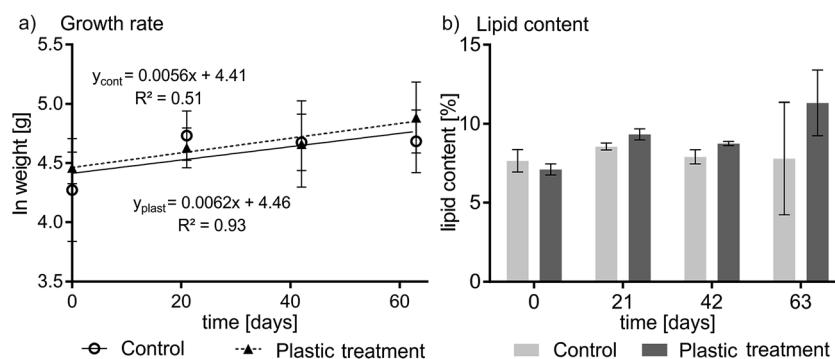 a) Growth rate
5.5
5.0
4.5
4.0
3.5
ln weight [g]
y_cont = 0.0056x + 4.41
R² = 0.51
y_plast = 0.0062x + 4.46
R² = 0.93
0 20 40 60
time [days]
Control Plastic treatment
b) Lipid content
15
10
5
0
lipid content [%]
0 21 42 63
time [days]
Control Plastic treatment